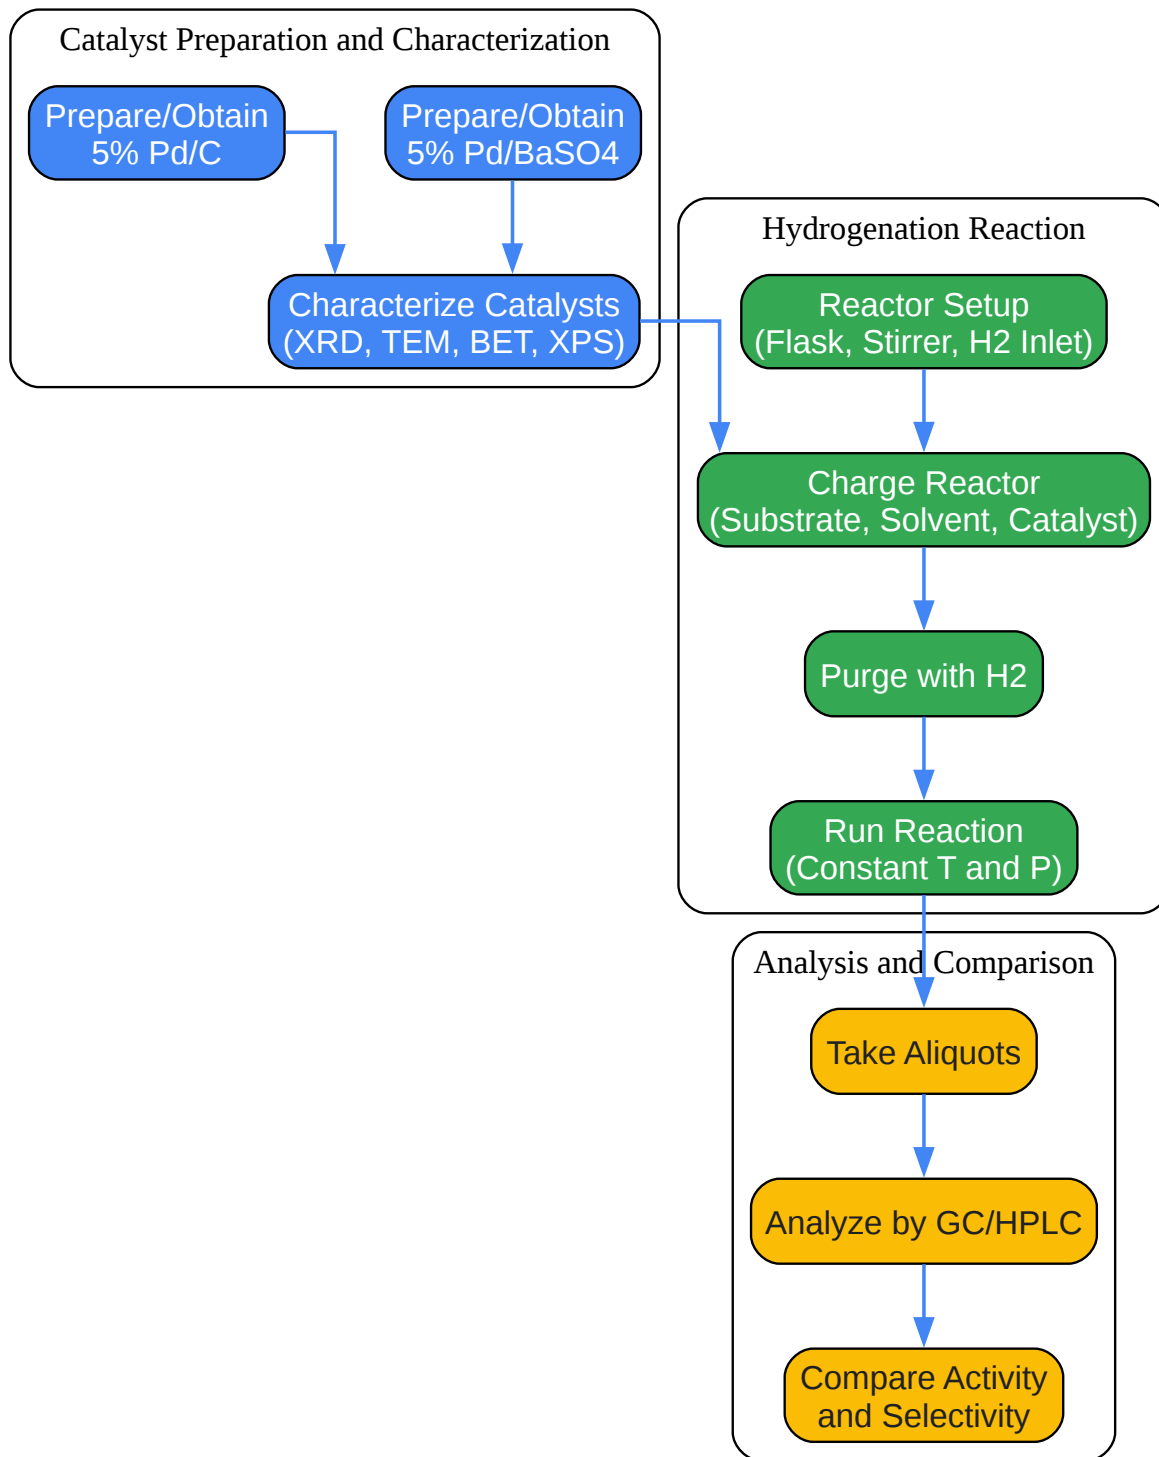 Catalyst Preparation and Characterization
Prepare/Obtain
5% Pd/C
Prepare/Obtain
5% Pd/BaSO4
Characterize Catalysts
(XRD, TEM, BET, XPS)
Hydrogenation Reaction
Reactor Setup
(Flask, Stirrer, H2 Inlet)
Charge Reactor
(Substrate, Solvent, Catalyst)
Purge with H2
Run Reaction
(Constant T and P)
Analysis and Comparison
Take Aliquots
Analyze by GC/HPLC
Compare Activity
and Selectivity